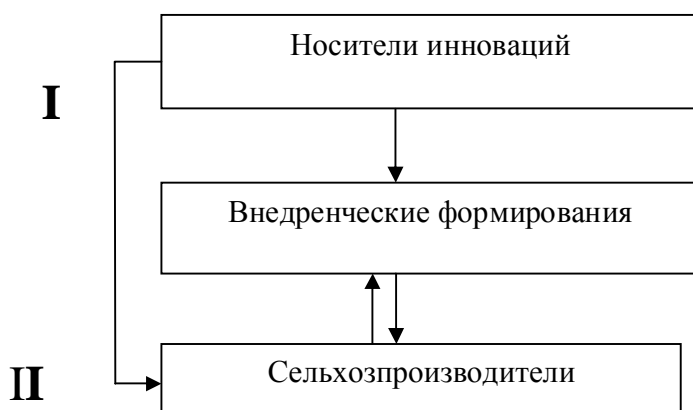 Носители инноваций
I
Внедренческие формирования
Сельхозпроизводители
II